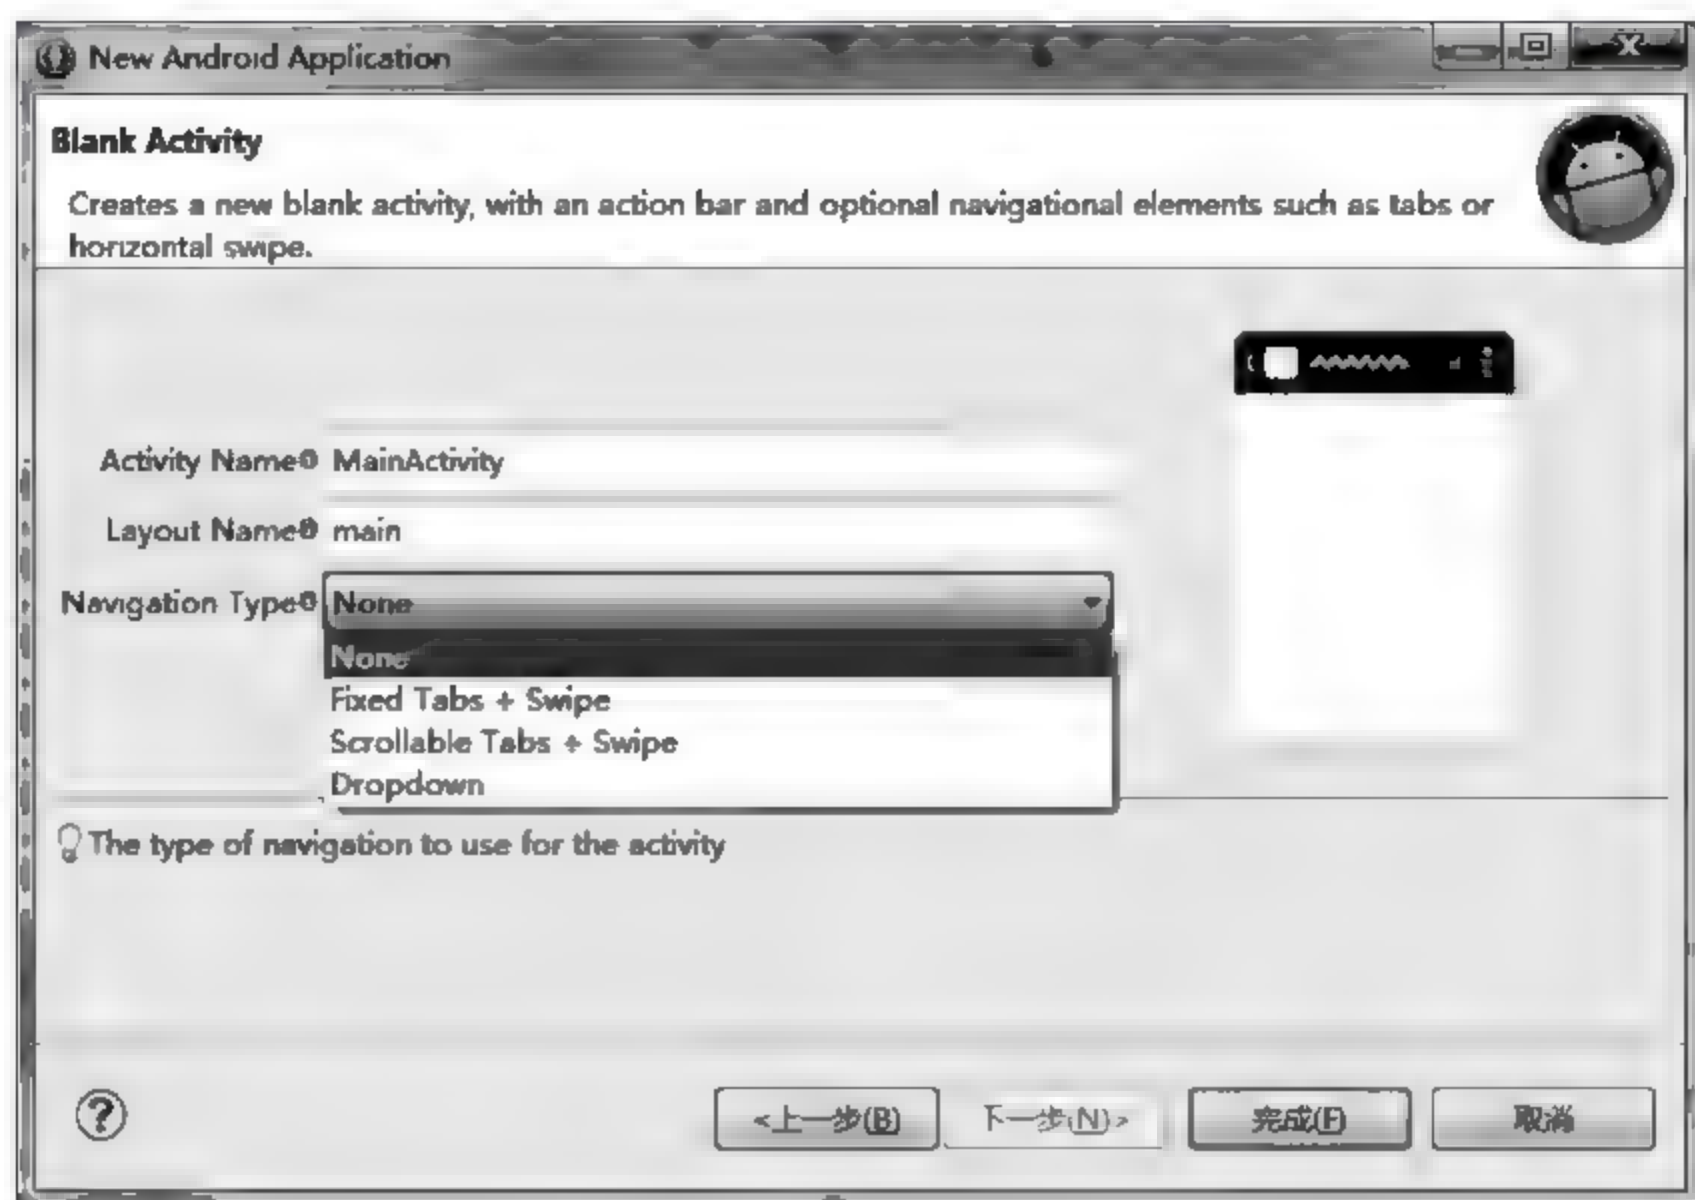 New Android Application
Blank Activity
Creates a new blank activity, with an action bar and optional navigational elements such as tabs or
horizontal swipe.
Activity Name MainActivity
Layout Name main
Navigation Type None
None
Fixed Tabs + Swipe
Scrollable Tabs + Swipe
Dropdown
The type of navigation to use for the activity
<上一步(B) 下一步(N)> 完成(F) 取消